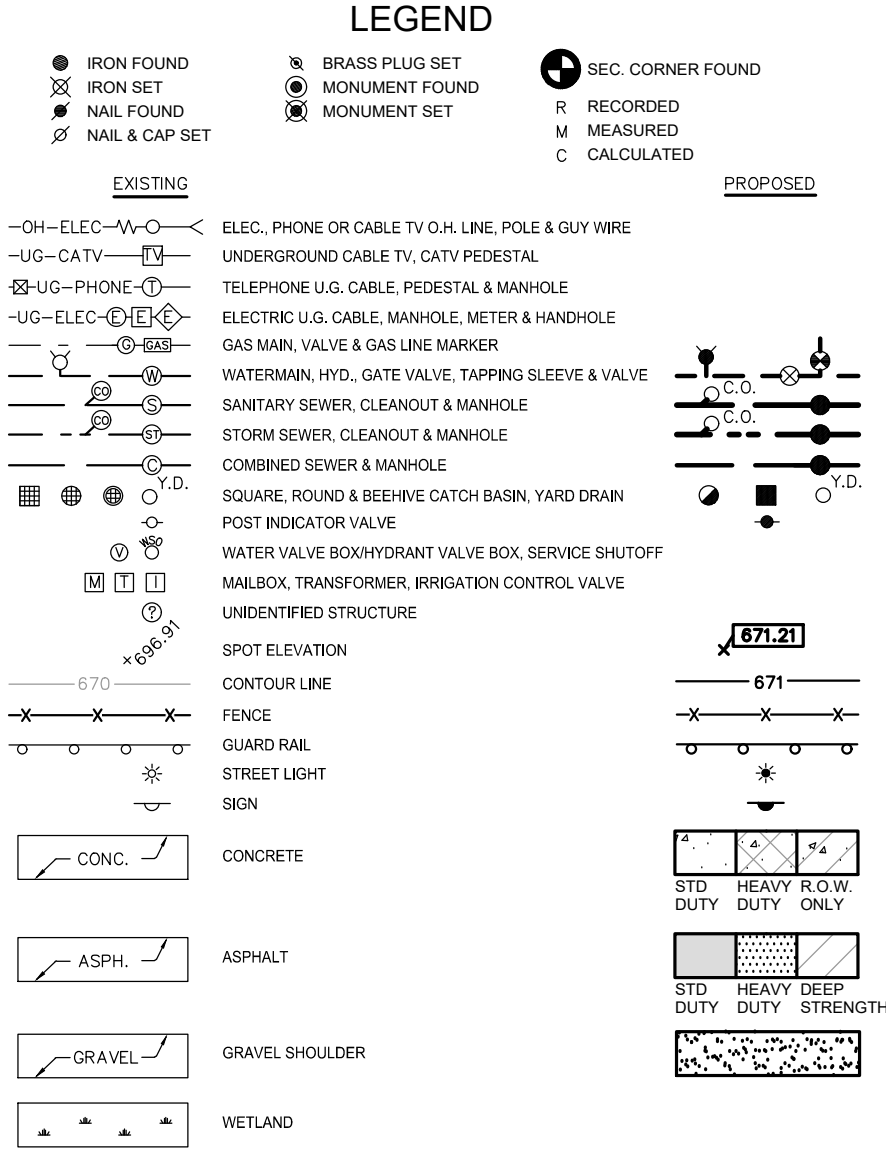 LEGEND
IRON FOUND
IRON SET
NAIL FOUND
NAIL & CAP SET
BRASS PLUG SET
MONUMENT FOUND
MONUMENT SET
SEC. CORNER FOUND
R RECORDED
M MEASURED
C CALCULATED
EXISTING
PROPOSED
OH-ELEC ELEC., PHONE OR CABLE TV O.H. LINE, POLE & GUY WIRE
UG-CATV TV UNDERGROUND CABLE TV, CATV PEDESTAL
UG-PHONE T TELEPHONE U.G. CABLE, PEDESTAL & MANHOLE
UG-ELEC E E E ELECTRIC U.G. CABLE, MANHOLE, METER & HANDHOLE
G GAS GAS MAIN, VALVE & GAS LINE MARKER
W WATERMAIN, HYD., GATE VALVE, TAPPING SLEEVE & VALVE
CO S SANITARY SEWER, CLEANOUT & MANHOLE C.O.
CO ST STORM SEWER, CLEANOUT & MANHOLE C.O.
C COMBINED SEWER & MANHOLE
Y.D. SQUARE, ROUND & BEEHIVE CATCH BASIN, YARD DRAIN Y.D.
POST INDICATOR VALVE
V WSO WATER VALVE BOX/HYDRANT VALVE BOX, SERVICE SHUTOFF
M T I MAILBOX, TRANSFORMER, IRRIGATION CONTROL VALVE
? UNIDENTIFIED STRUCTURE
+696.91 SPOT ELEVATION 671.21
670 CONTOUR LINE 671
FENCE
GUARD RAIL
STREET LIGHT
SIGN
CONC. CONCRETE
STD DUTY
HEAVY DUTY
R.O.W. ONLY
ASPH. ASPHALT
STD DUTY
HEAVY DUTY
DEEP STRENGTH
GRAVEL GRAVEL SHOULDER
WETLAND